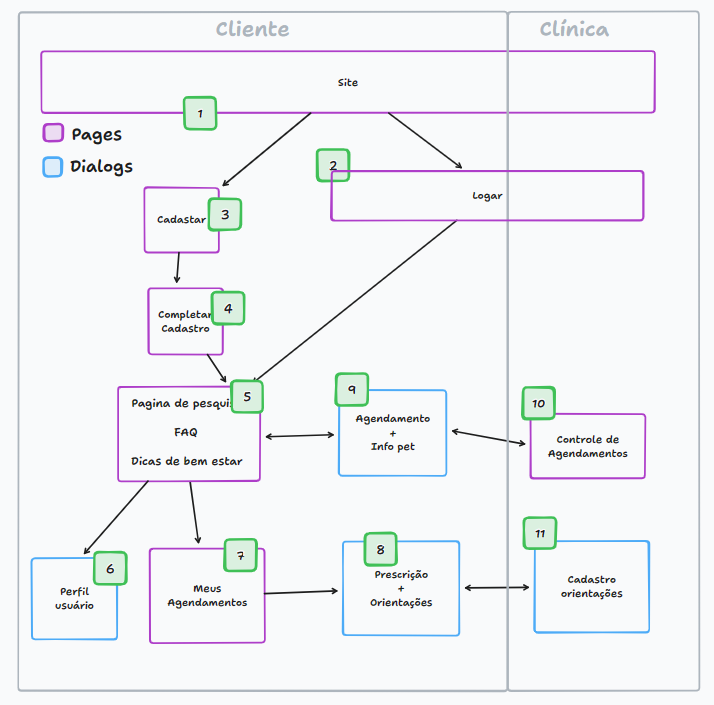 Cliente
Clínica
Site
1
Pages
Dialogs
2
Logar
Cadastar
3
Completar
Cadastro
4
5
Pagina de pesqui
FAQ
Dicas de bem estar
9
Agendamento
+
Info pet
10
Controle de
Agendamentos
6
Perfil
usuário
7
Meus
Agendamentos
8
Prescrição
+
Orientações
11
Cadastro
orientações